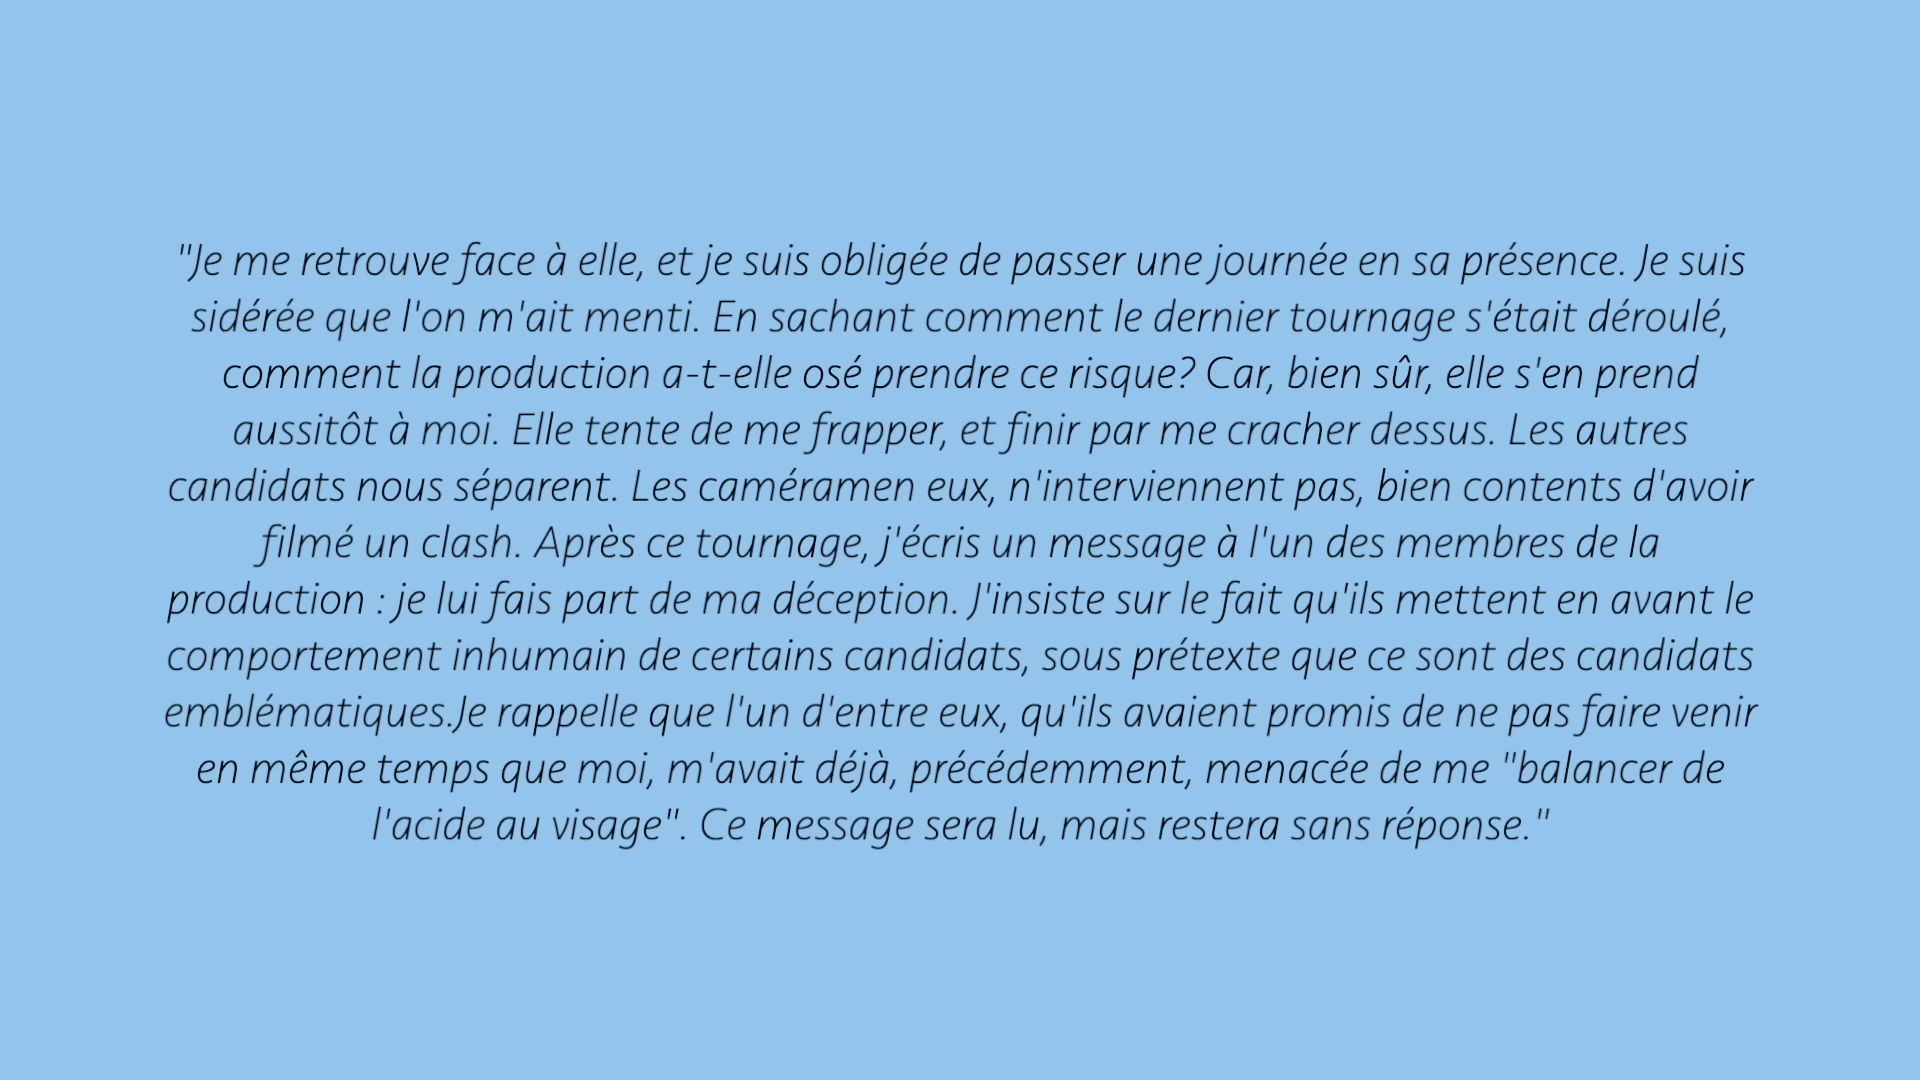 "Je me retrouve face à elle, et je suis obligée de passer une journée en sa présence. Je suis
sidérée que l'on m'ait menti. En sachant comment le dernier tournage s'était déroulé,
comment la production a-t-elle osé prendre ce risque? Car, bien sûr, elle s'en prend
aussitôt à moi. Elle tente de me frapper, et finir par me cracher dessus. Les autres
candidats nous séparent. Les caméramen eux, n'interviennent pas, bien contents d'avoir
filmé un clash. Après ce tournage, j'écris un message à l'un des membres de la
production : je lui fais part de ma déception. J'insiste sur le fait qu'ils mettent en avant le
comportement inhumain de certains candidats, sous prétexte que ce sont des candidats
emblématiques.Je rappelle que l'un d'entre eux, qu'ils avaient promis de ne pas faire venir
en même temps que moi, m'avait déjà, précédemment, menacée de me "balancer de
l'acide au visage". Ce message sera lu, mais restera sans réponse."